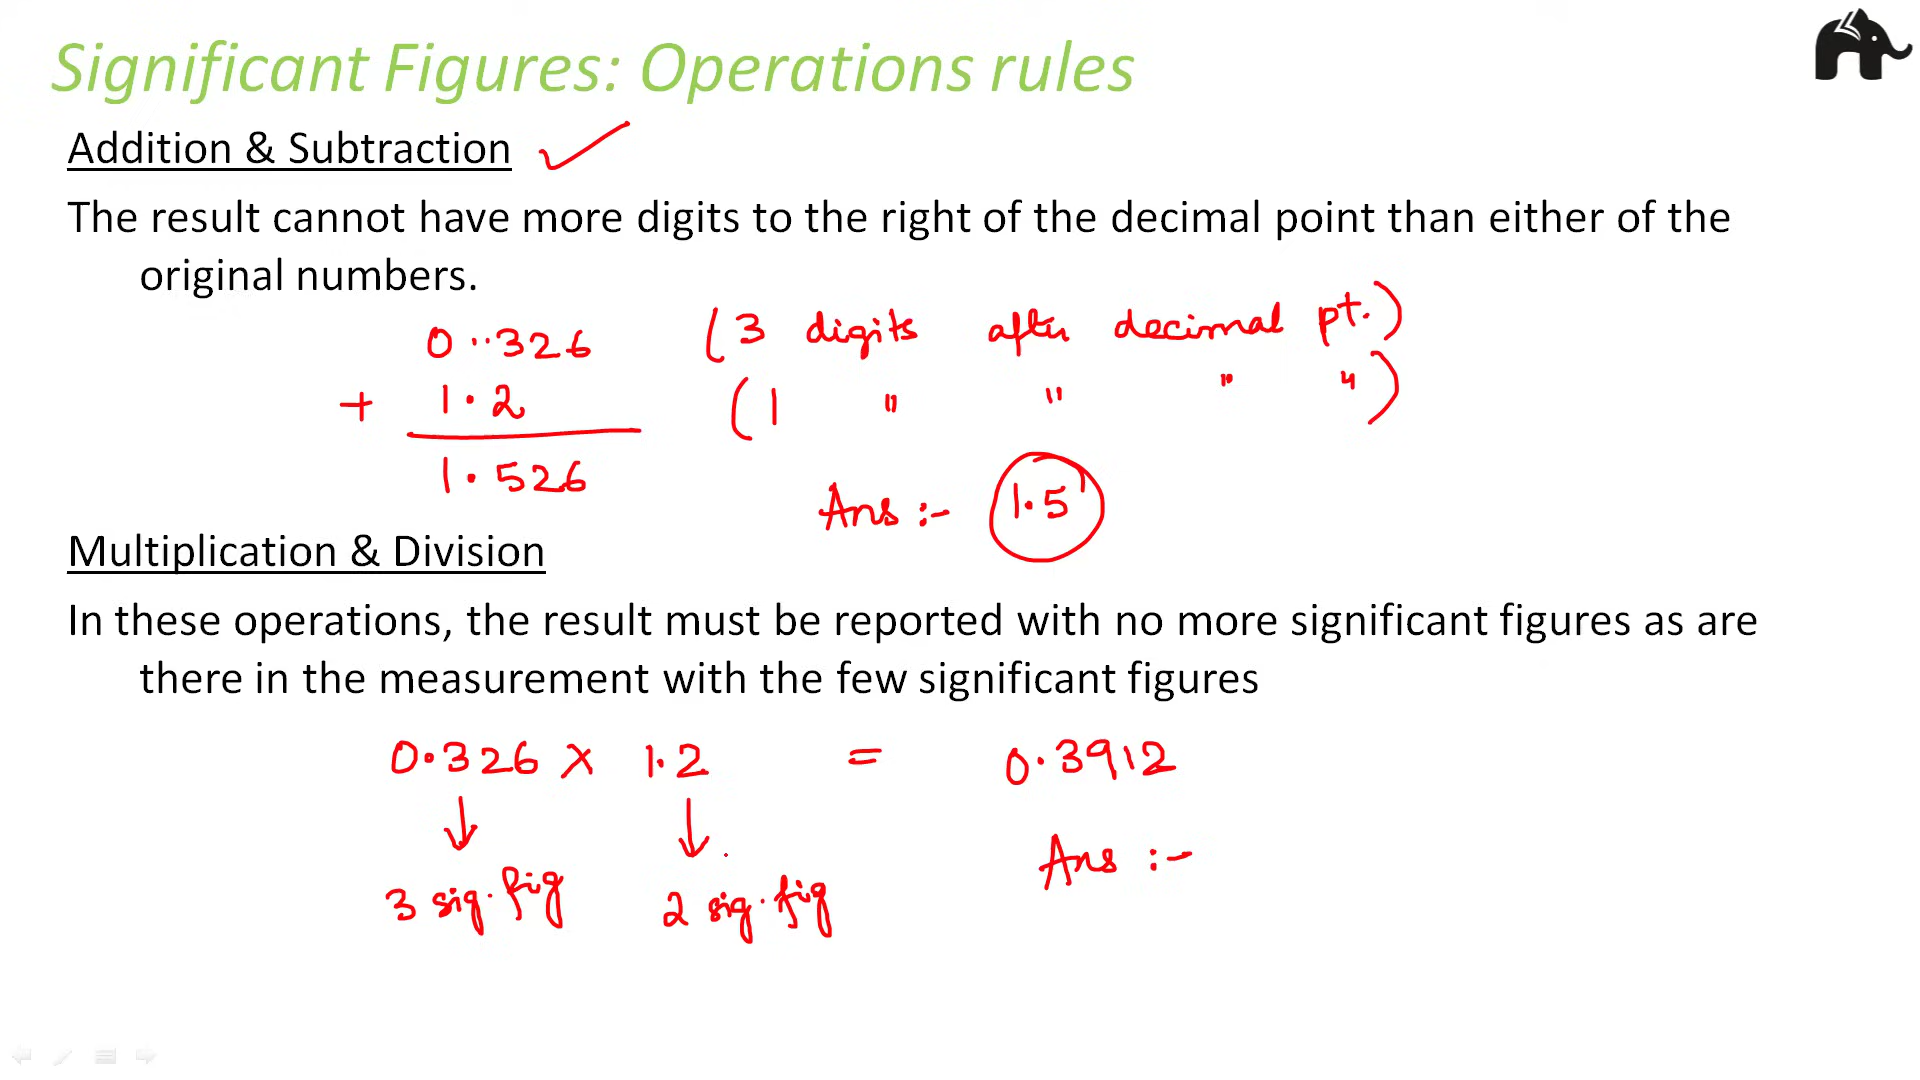 Significant Figures: Operations rules
Addition & Subtraction
The result cannot have more digits to the right of the decimal point than either of the
original numbers.
0.326 (3 digits after decimal pt.)
+ 1.2 (1 " " " ")
1.526
Ans :- 1.5
Multiplication & Division
In these operations, the result must be reported with no more significant figures as are
there in the measurement with the few significant figures
0.326 x 1.2 = 0.3912
Ans :-
3 sig. fig 2 sig. fig